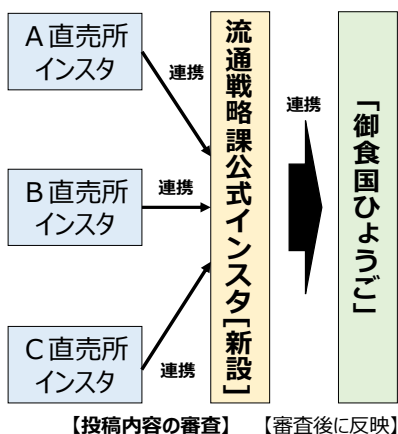 A直売所
インスタ
連携
B直売所
インスタ
連携
C直売所
インスタ
連携
流通戦略課公式インスタ[新設]
連携
「御食国ひょうご」
【投稿内容の審査】 【審査後に反映】